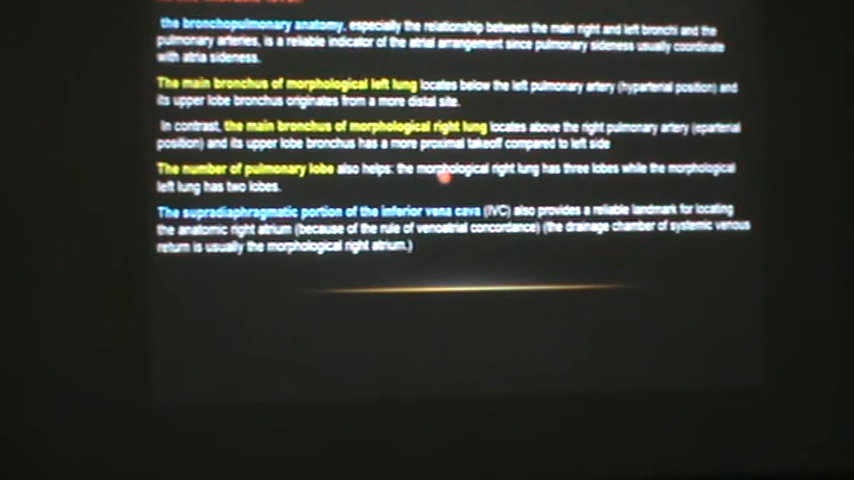 the bronchopulmonary anatomy, especially the relationship between the main right and left bronchi and the
pulmonary arteries, is a reliable indicator of the atrial arrangement since pulmonary sideness usually coordinate
with atria sideness.
The main bronchus of morphological left lung locates below the left pulmonary artery (hyparterial position) and
its upper lobe bronchus originates from a more distal site.
In contrast, the main bronchus of morphological right lung locates above the right pulmonary artery (eparterial
position) and its upper lobe bronchus has a more proximal takeoff compared to left side
The number of pulmonary lobe also helps: the morphological right lung has three lobes while the morphological
left lung has two lobes.
The supradiaphragmatic portion of the inferior vena cava (IVC) also provides a reliable landmark for locating
the anatomic right atrium (because of the rule of venoatrial concordance) (the drainage chamber of systemic venous
return is usually the morphological right atrium.)